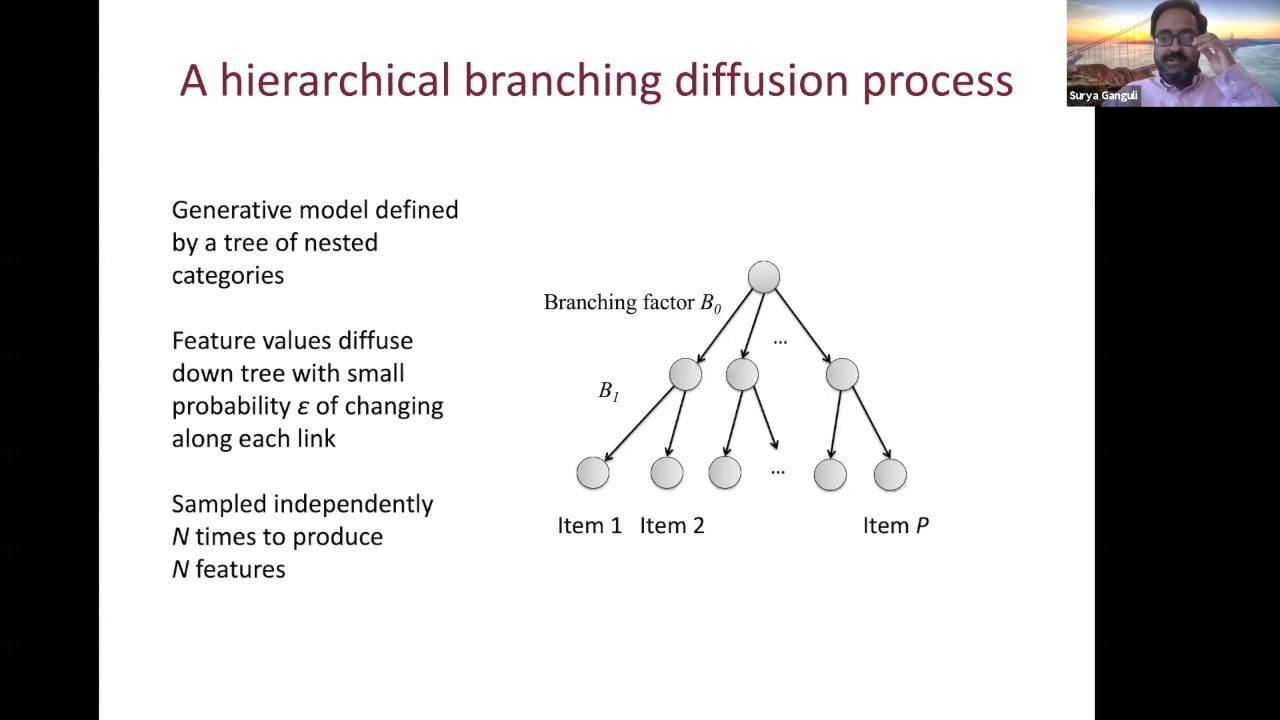 A hierarchical branching diffusion process
Surya Ganguli
Generative model defined
by a tree of nested
categories
Feature values diffuse
down tree with small
probability ε of changing
along each link
Sampled independently
N times to produce
N features
Branching factor B₀
...
B₁
...
Item 1 Item 2 Item P